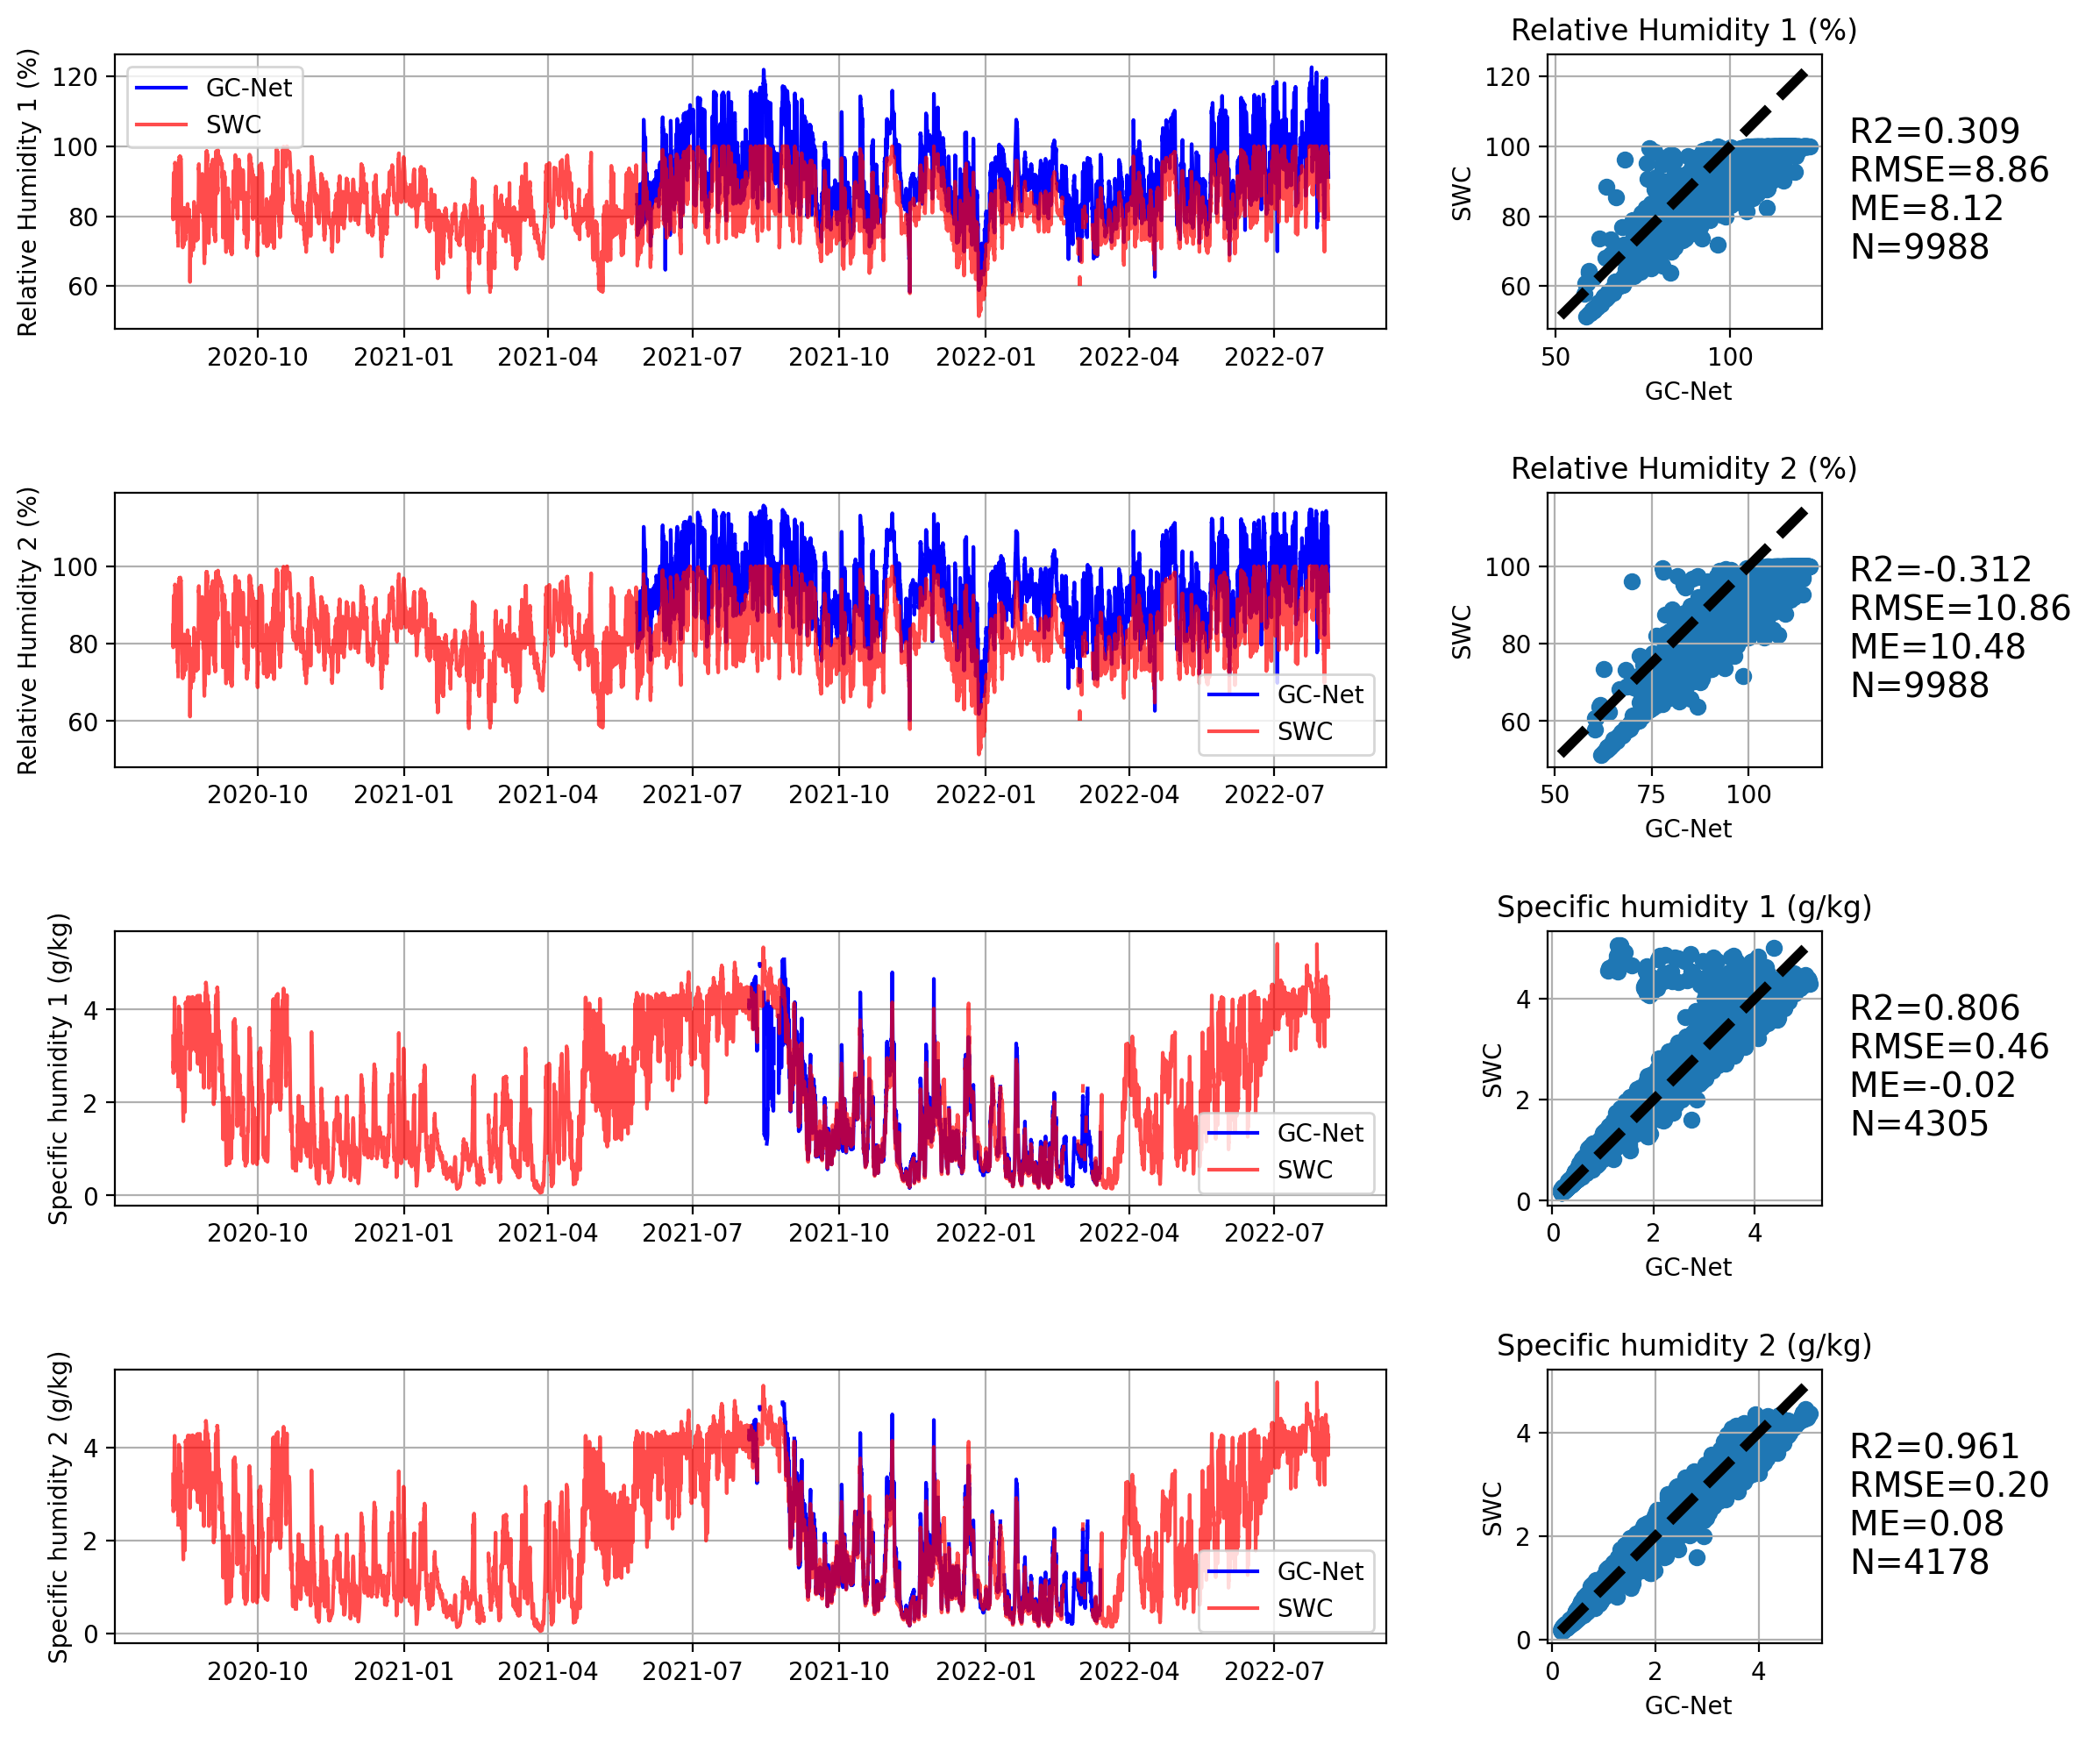 Relative Humidity 1 (%)
120
100
80
60
GC-Net
SWC
2020-10 2021-01 2021-04 2021-07 2021-10 2022-01 2022-04 2022-07
Relative Humidity 1 (%)
SWC
120
100
80
60
50 100
GC-Net
R2=0.309
RMSE=8.86
ME=8.12
N=9988
Relative Humidity 2 (%)
100
80
60
GC-Net
SWC
2020-10 2021-01 2021-04 2021-07 2021-10 2022-01 2022-04 2022-07
Relative Humidity 2 (%)
SWC
100
80
60
50 75 100
GC-Net
R2=-0.312
RMSE=10.86
ME=10.48
N=9988
Specific humidity 1 (g/kg)
4
2
0
GC-Net
SWC
2020-10 2021-01 2021-04 2021-07 2021-10 2022-01 2022-04 2022-07
Specific humidity 1 (g/kg)
SWC
4
2
0
0 2 4
GC-Net
R2=0.806
RMSE=0.46
ME=-0.02
N=4305
Specific humidity 2 (g/kg)
4
2
0
GC-Net
SWC
2020-10 2021-01 2021-04 2021-07 2021-10 2022-01 2022-04 2022-07
Specific humidity 2 (g/kg)
SWC
4
2
0
0 2 4
GC-Net
R2=0.961
RMSE=0.20
ME=0.08
N=4178